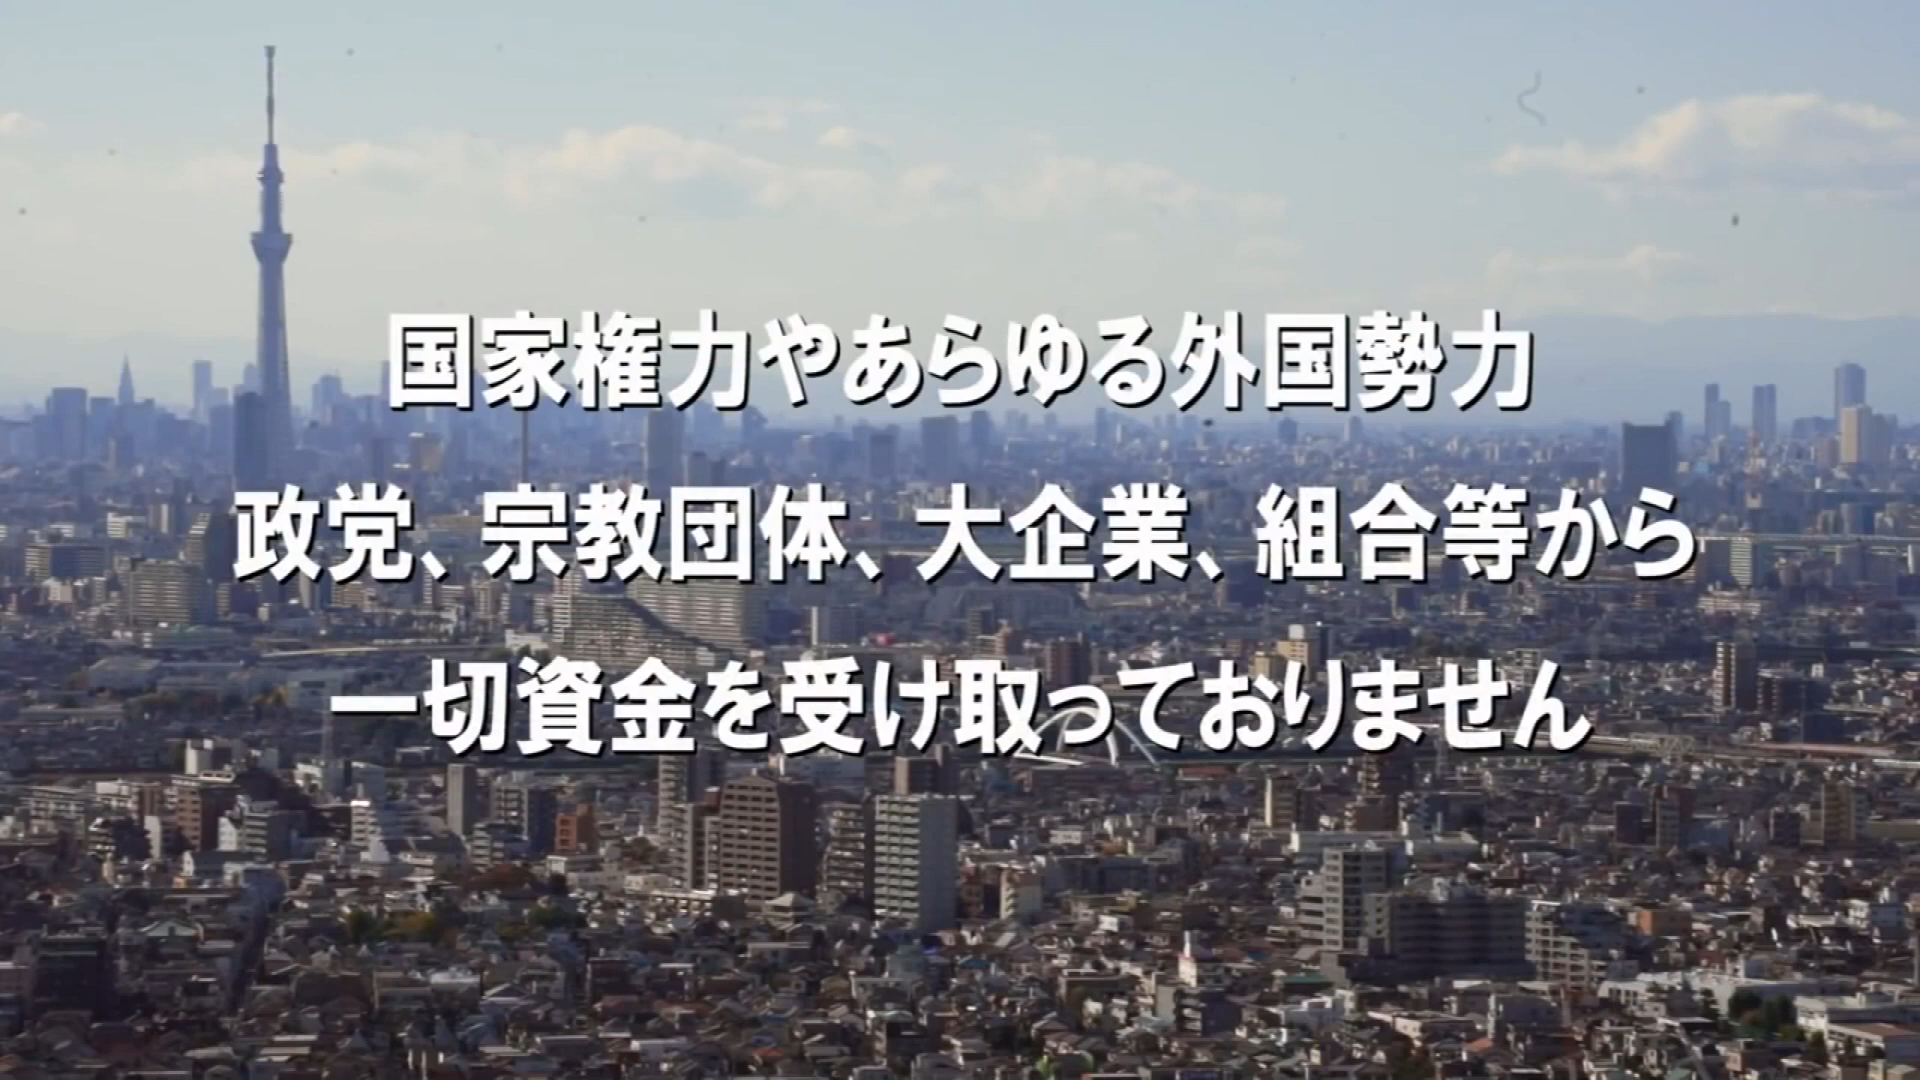 国家権力やあらゆる外国勢力
政党、宗教団体、大企業、組合等から
一切資金を受け取っておりません